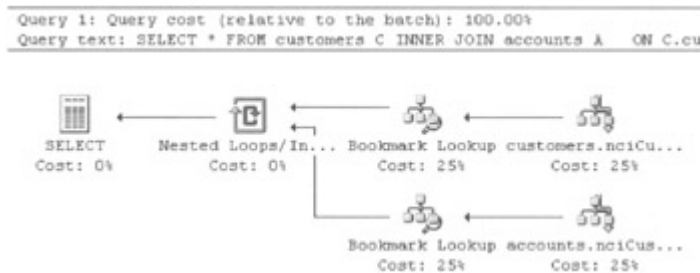 Query 1: Query cost (relative to the batch): 100.00%
Query text: SELECT * FROM customers C INNER JOIN accounts A   ON C.cu
SELECT
Cost: 0%
Nested Loops/In...
Cost: 0%
Bookmark Lookup
Cost: 25%
customers.nciCu...
Cost: 25%
Bookmark Lookup
Cost: 25%
accounts.nciCus...
Cost: 25%